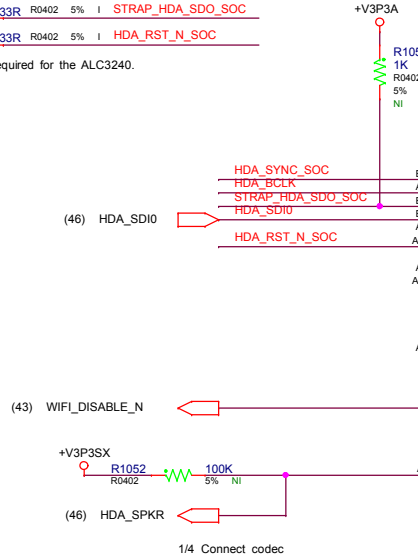 33R R0402 5% I STRAP_HDA_SDO_SOC
33R R0402 5% I HDA_RST_N_SOC
equired for the ALC3240.
+V3P3A
R105
1K
R0402
5%
NI
HDA_SYNC_SOC
HDA_BCLK
STRAP_HDA_SDO_SOC
(46) HDA_SDI0 HDA_SDI0
HDA_RST_N_SOC
(43) WIFI_DISABLE_N
+V3P3SX
R1052 100K
R0402 5% NI
(46) HDA_SPKR
1/4 Connect codec